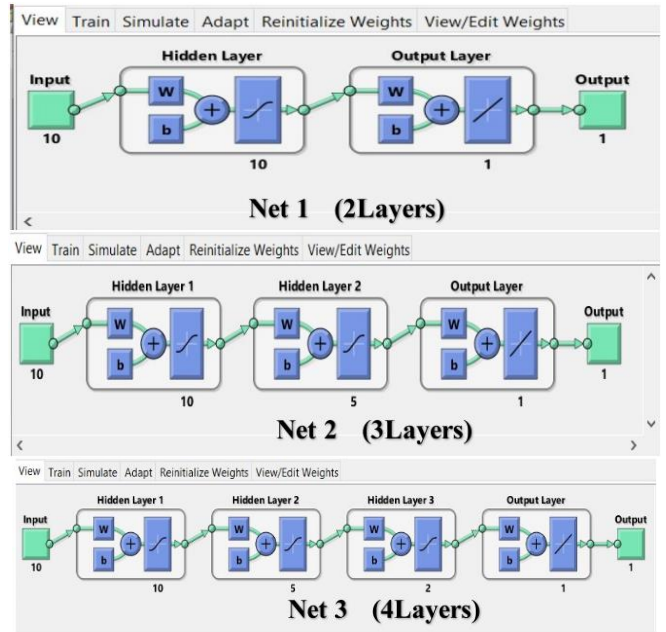 View Train Simulate Adapt Reinitialize Weights View/Edit Weights
Hidden Layer Output Layer
Input Output
W W
+ +
b b
10 1
10 1
Net 1 (2Layers)
<
View Train Simulate Adapt Reinitialize Weights View/Edit Weights
Hidden Layer 1 Hidden Layer 2 Output Layer
Input Output
W W W
+ + +
b b b
10 1
10 5 1
Net 2 (3Layers)
< >
View Train Simulate Adapt Reinitialize Weights View/Edit Weights
Hidden Layer 1 Hidden Layer 2 Hidden Layer 3 Output Layer
Input Output
W W W W
+ + + +
b b b b
10 1
10 5 2 1
Net 3 (4Layers)